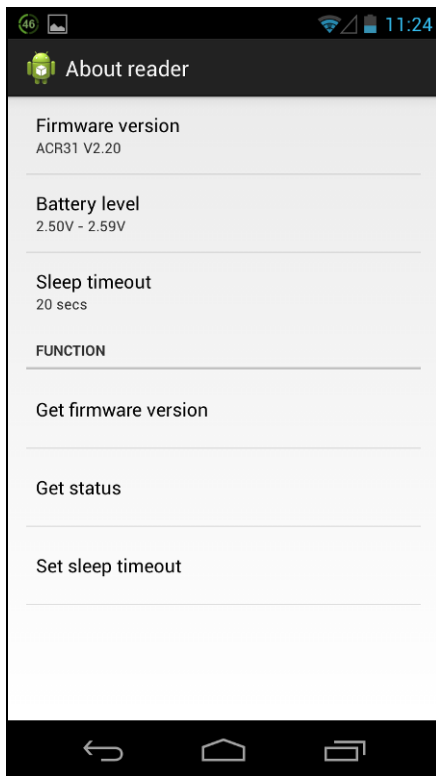 46
11:24
About reader
Firmware version
ACR31 V2.20
Battery level
2.50V - 2.59V
Sleep timeout
20 secs
FUNCTION
Get firmware version
Get status
Set sleep timeout